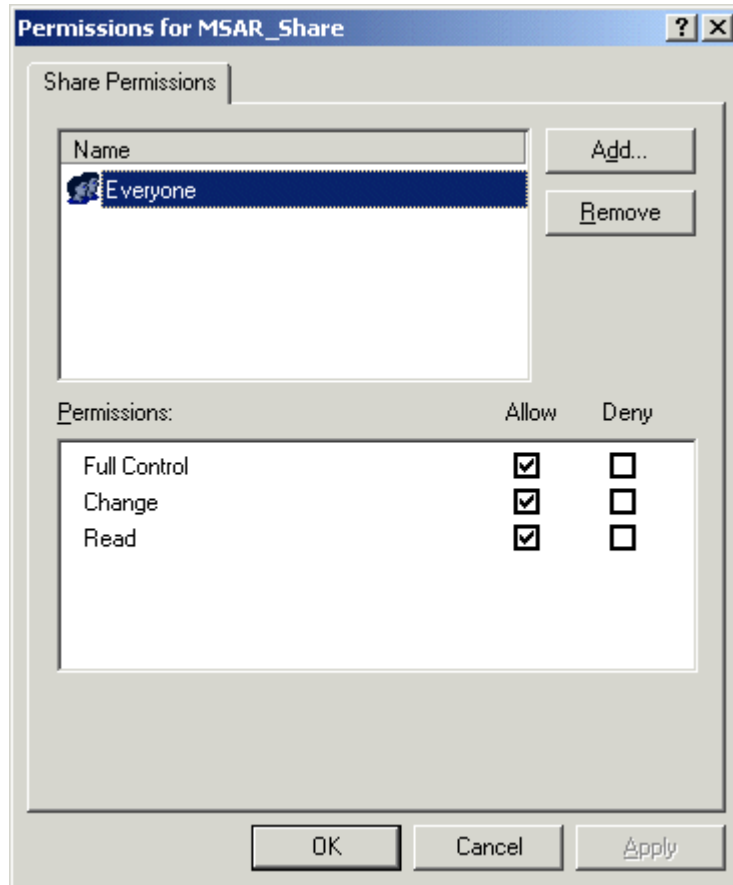 Permissions for MSAR_Share
Share Permissions
Name
Add...
Everyone
Remove
Permissions: Allow Deny
Full Control
Change
Read
OK Cancel Apply